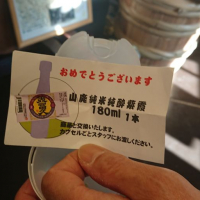 おめでとうございます
山廃純米純酔紫霞
180ml 1本
商品と交換いたします。
カプセルごとスタッフにお渡しください。